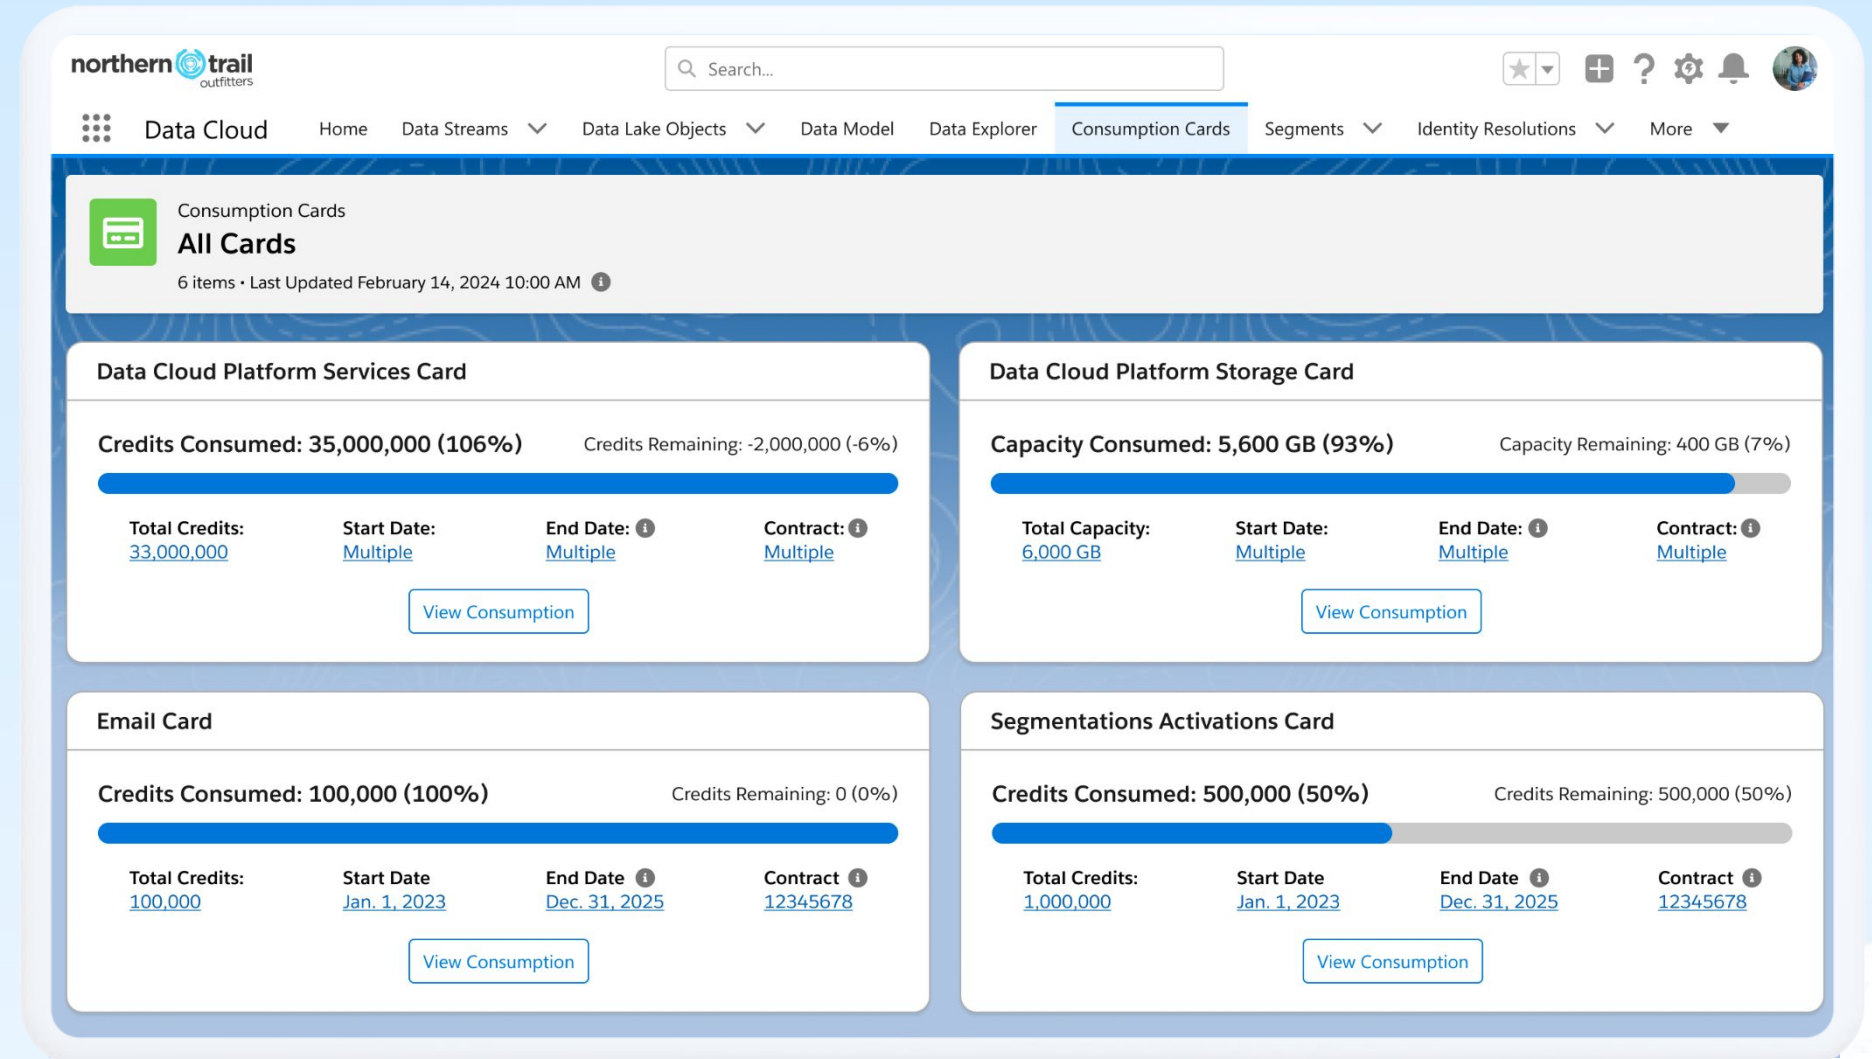 northern trail
outfitters
Search...
Data Cloud Home Data Streams Data Lake Objects Data Model Data Explorer Consumption Cards Segments Identity Resolutions More
Consumption Cards
All Cards
6 items • Last Updated February 14, 2024 10:00 AM
Data Cloud Platform Services Card
Credits Consumed: 35,000,000 (106%) Credits Remaining: -2,000,000 (-6%)
Total Credits: Start Date: End Date: Contract:
33,000,000 Multiple Multiple Multiple
View Consumption
Data Cloud Platform Storage Card
Capacity Consumed: 5,600 GB (93%) Capacity Remaining: 400 GB (7%)
Total Capacity: Start Date: End Date: Contract:
6,000 GB Multiple Multiple Multiple
View Consumption
Email Card
Credits Consumed: 100,000 (100%) Credits Remaining: 0 (0%)
Total Credits: Start Date End Date Contract
100,000 Jan. 1, 2023 Dec. 31, 2025 12345678
View Consumption
Segmentations Activations Card
Credits Consumed: 500,000 (50%) Credits Remaining: 500,000 (50%)
Total Credits: Start Date End Date Contract
1,000,000 Jan. 1, 2023 Dec. 31, 2025 12345678
View Consumption